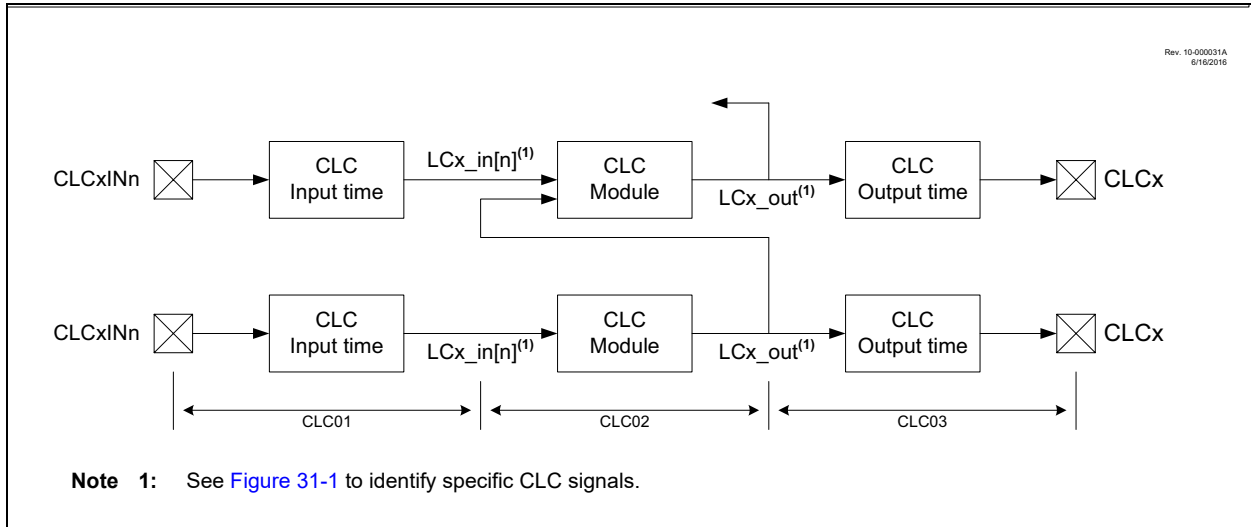 Rev. 10-000031A
6/16/2016
CLCxINn
CLC
Input time
LCx_in[n](1)
CLC
Module
LCx_out(1)
CLC
Output time
CLCx
CLCxINn
CLC
Input time
LCx_in[n](1)
CLC
Module
LCx_out(1)
CLC
Output time
CLCx
CLC01
CLC02
CLC03
Note 1: See Figure 31-1 to identify specific CLC signals.